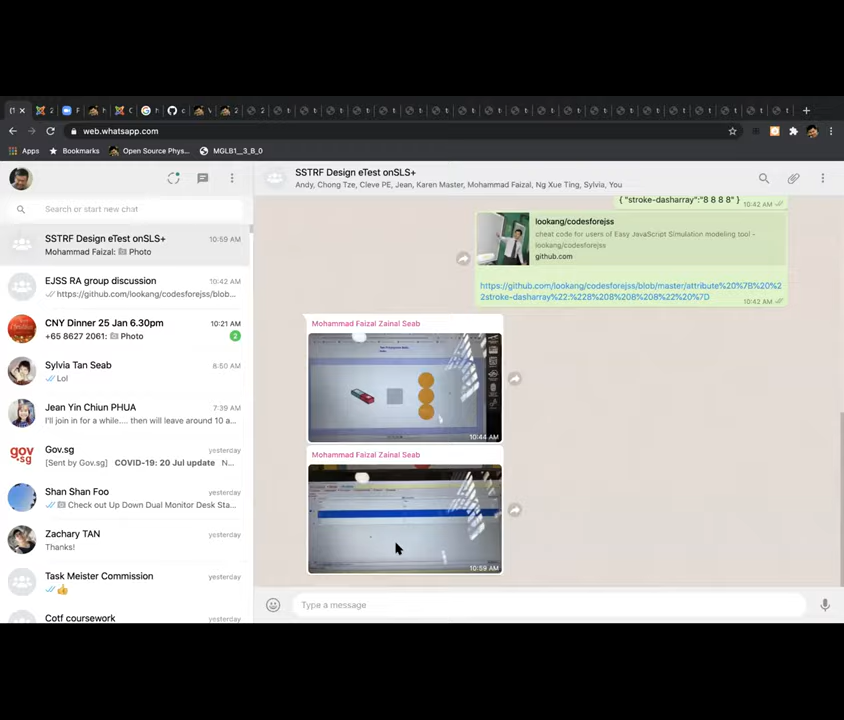 web.whatsapp.com
Apps
Bookmarks
Open Source Phys...
MGLB1__3_B_0
Search or start new chat
SSTRF Design eTest onSLS+
10:59 AM
Mohammad Faizal: Photo
EJSS RA group discussion
10:42 AM
https://github.com/lookang/codesforejss/blob...
CNY Dinner 25 Jan 6.30pm
10:21 AM
+65 8627 2061: Photo
2
Sylvia Tan Seab
8:50 AM
Lol
Jean Yin Chiun PHUA
7:39 AM
I'll join in for a while.... then will leave around 10 a...
Gov.sg
yesterday
[Sent by Gov.sg] COVID-19: 20 Jul update N...
Shan Shan Foo
yesterday
Check out Up Down Dual Monitor Desk Sta...
Zachary TAN
yesterday
Thanks!
Task Meister Commission
yesterday
👍
Cotf coursework
yesterday
SSTRF Design eTest onSLS+
Andy, Chong Tze, Cleve PE, Jean, Karen Master, Mohammad Faizal, Ng Xue Ting, Sylvia, You
{ "stroke-dasharray":"8 8 8 8" }
10:42 AM
lookang/codesforejss
cheat code for users of Easy JavaScript Simulation modeling tool -
lookang/codesforejss
github.com
https://github.com/lookang/codesforejss/blob/master/attribute%20%7B%20%2
2stroke-dasharray%22:%228%208%208%208%22%20%7D
10:42 AM
Mohammad Faizal Zainal Seab
10:44 AM
Mohammad Faizal Zainal Seab
10:59 AM
Type a message